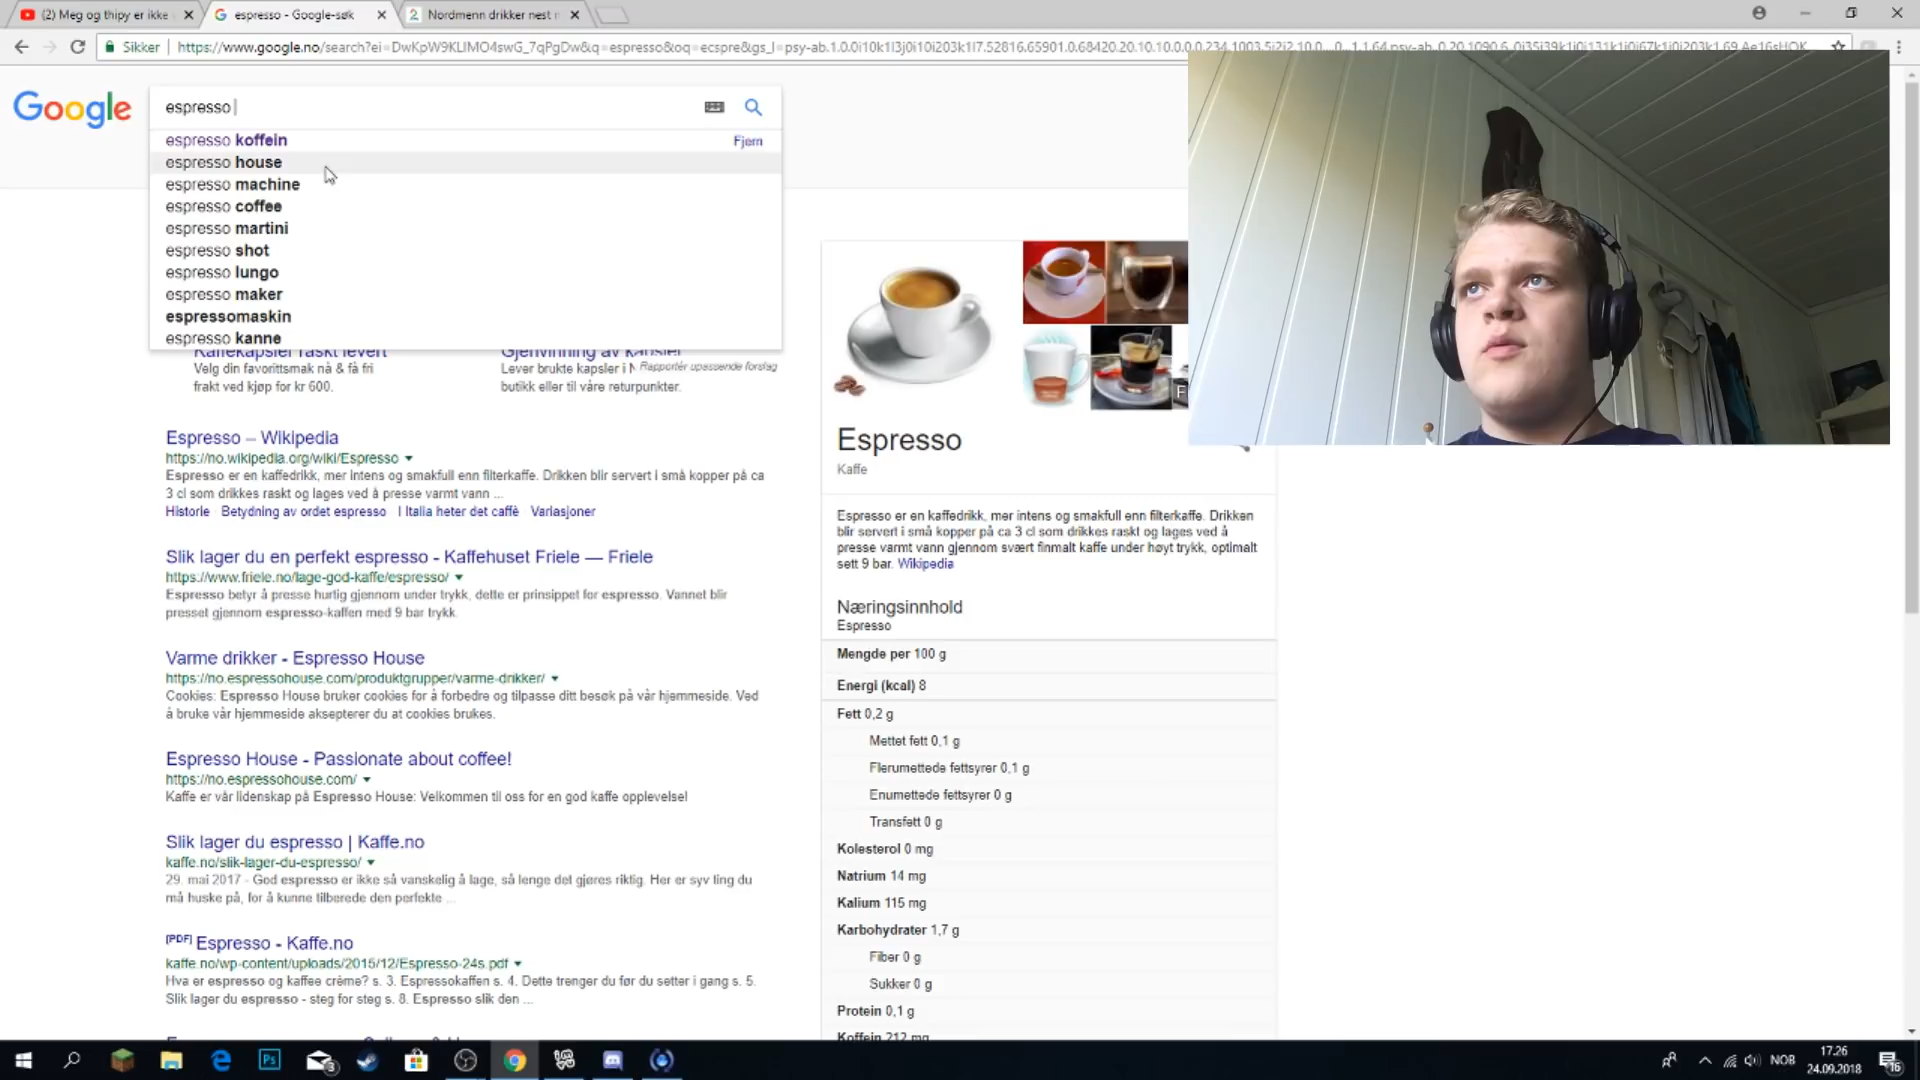 (2) Meg og thipy er ikke
espresso - Google-søk
Nordmenn drikker nest
Sikker
Google
espresso
espresso koffein
Fjern
espresso house
espresso machine
espresso coffee
espresso martini
espresso shot
espresso lungo
espresso maker
espressomaskin
espresso kanne
Rapportér upassende forslag
Kaffekapsler raskt levert
Velg din favorittsmak nå & få fri
frakt ved kjøp for kr 600.
Gjenvinning av kapsler
Lever brukte kapsler i
butikk eller til våre returpunkter.
Espresso – Wikipedia
https://no.wikipedia.org/wiki/Espresso
Espresso er en kaffedrikk, mer intens og smakfull enn filterkaffe. Drikken blir servert i små kopper på ca
3 cl som drikkes raskt og lages ved å presse varmt vann ...
Historie · Betydning av ordet espresso · I Italia heter det caffè · Variasjoner
Slik lager du en perfekt espresso - Kaffehuset Friele — Friele
https://www.friele.no/lage-god-kaffe/espresso/
Espresso betyr å presse hurtig gjennom under trykk, dette er prinsippet for espresso. Vannet blir
presset gjennom espresso-kaffen med 9 bar trykk.
Varme drikker - Espresso House
https://no.espressohouse.com/produktgrupper/varme-drikker/
Cookies: Espresso House bruker cookies for å forbedre og tilpasse ditt besøk på vår hjemmeside. Ved
å bruke vår hjemmeside aksepterer du at cookies brukes.
Espresso House - Passionate about coffee!
https://no.espressohouse.com/
Kaffe er vår lidenskap på Espresso House: Velkommen til oss for en god kaffe opplevelse!
Slik lager du espresso | Kaffe.no
kaffe.no/slik-lager-du-espresso/
29. mai 2017 - God espresso er ikke så vanskelig å lage, så lenge det gjøres riktig. Her er syv ting du
må huske på, for å kunne tilberede den perfekte ...
[PDF] Espresso - Kaffe.no
kaffe.no/wp-content/uploads/2015/12/Espresso-24s.pdf
Hva er espresso og kaffee crème? s. 3. Espressokaffen s. 4. Dette trenger du før du setter i gang s. 5.
Slik lager du espresso - steg for steg s. 8. Espresso slik den ...
Espresso
Kaffe
Espresso er en kaffedrikk, mer intens og smakfull enn filterkaffe. Drikken
blir servert i små kopper på ca 3 cl som drikkes raskt og lages ved å
presse varmt vann gjennom svært finmalt kaffe under høyt trykk, optimalt
sett 9 bar. Wikipedia
Næringsinnhold
Espresso
Mengde per 100 g
Energi (kcal) 8
Fett 0,2 g
Mettet fett 0,1 g
Flerumettede fettsyrer 0,1 g
Enumettede fettsyrer 0 g
Transfett 0 g
Kolesterol 0 mg
Natrium 14 mg
Kalium 115 mg
Karbohydrater 1,7 g
Fiber 0 g
Sukker 0 g
Protein 0,1 g
Koffein 212 mg
Ps
3
NOB
17.26
24.09.2018
16